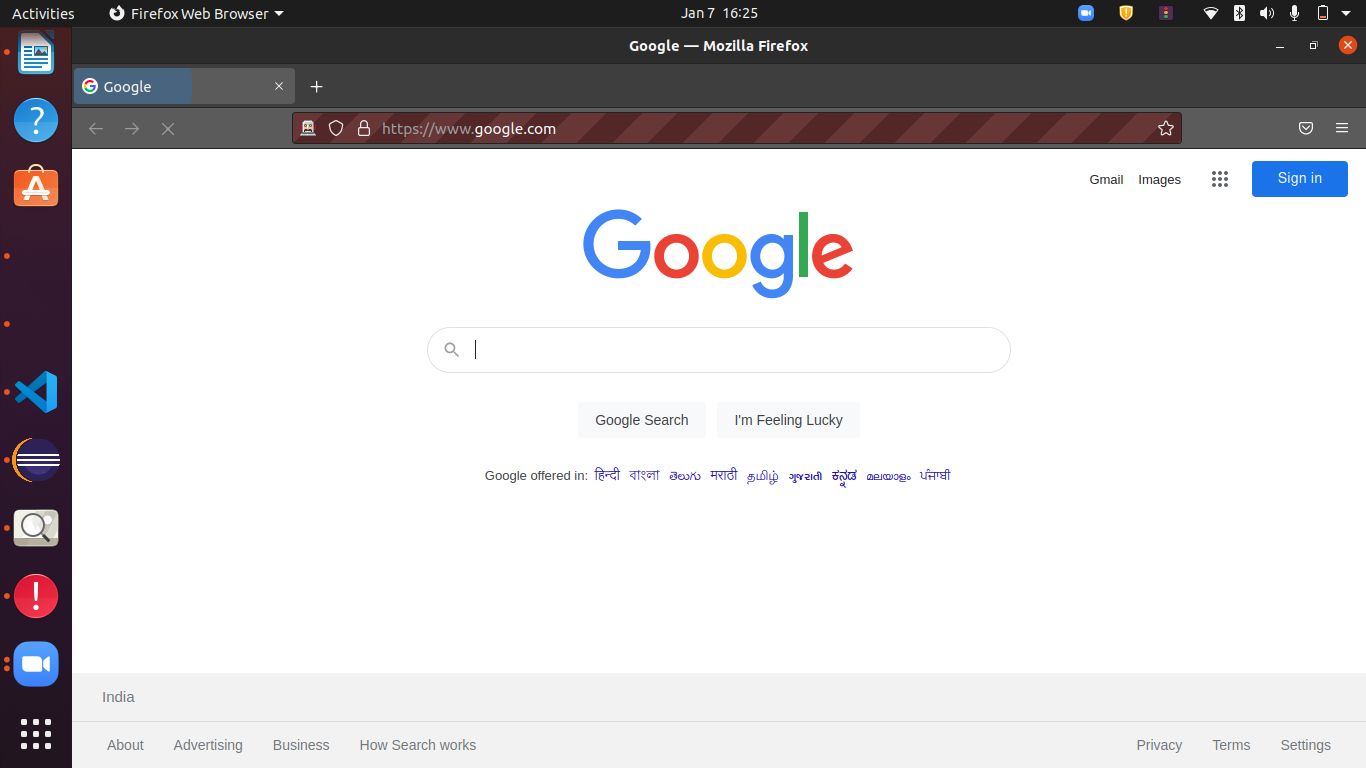 Activities Firefox Web Browser Jan 7 16:25
Google — Mozilla Firefox
Google
https://www.google.com
Gmail Images Sign in
Google
Google Search I'm Feeling Lucky
Google offered in: हिन्दी বাংলা తెలుగు मराठी தமிழ் ગુજરાતી ಕನ್ನಡ മലയാളം ਪੰਜਾਬੀ
India
About Advertising Business How Search works Privacy Terms Settings